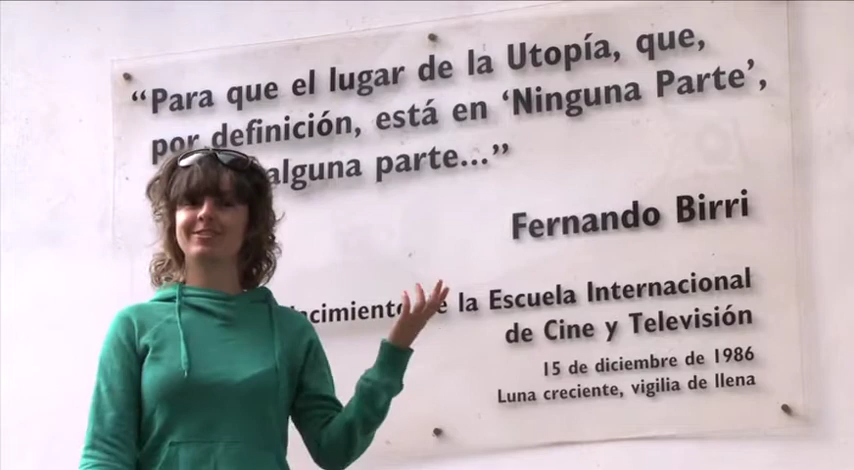 “Para que el lugar de la Utopía, que,
por definición, está en ‘Ninguna Parte’,
alguna parte...”
Fernando Birri
la Escuela Internacional
de Cine y Televisión
15 de diciembre de 1986
Luna creciente, vigilia de llena